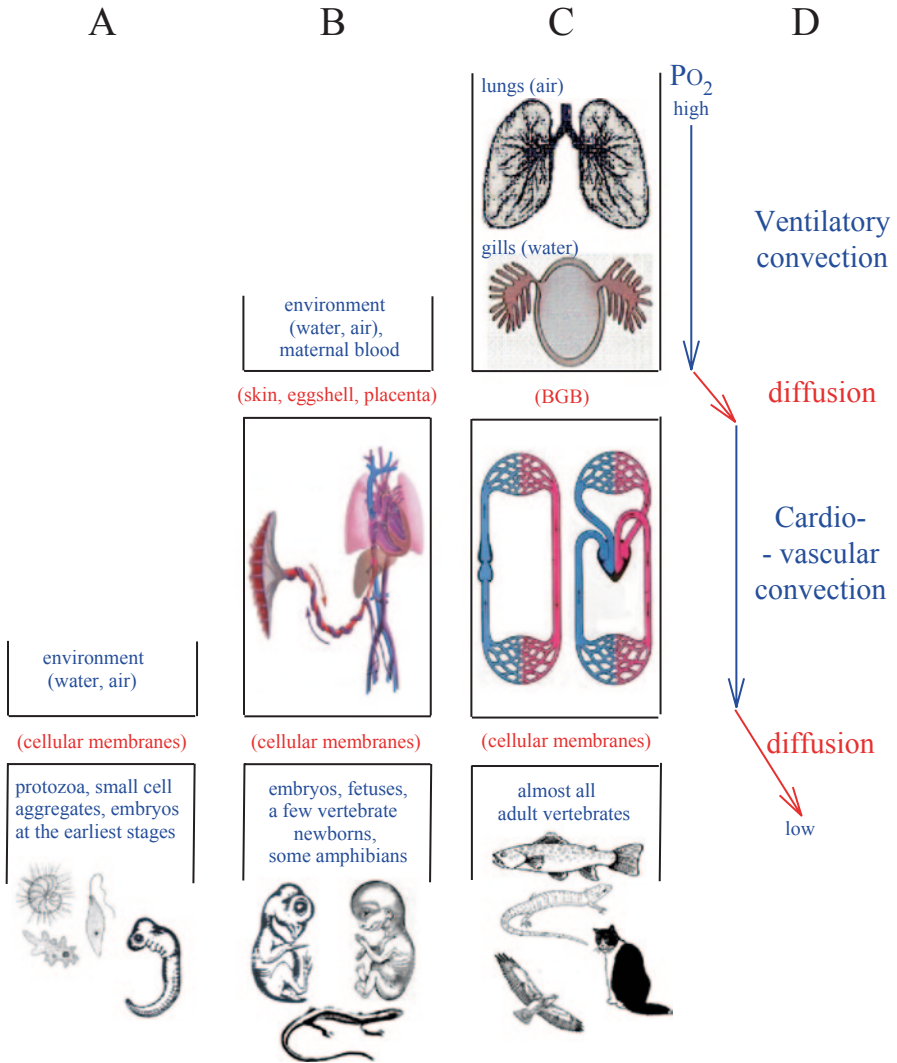 A
B
C
D
lungs (air)
gills (water)
PO₂
high
Ventilatory
convection
environment
(water, air),
maternal blood
(skin, eggshell, placenta)
(BGB)
diffusion
Cardio-
- vascular
convection
environment
(water, air)
(cellular membranes)
(cellular membranes)
(cellular membranes)
diffusion
protozoa, small cell
aggregates, embryos
at the earliest stages
embryos, fetuses,
a few vertebrate
newborns,
some amphibians
almost all
adult vertebrates
low